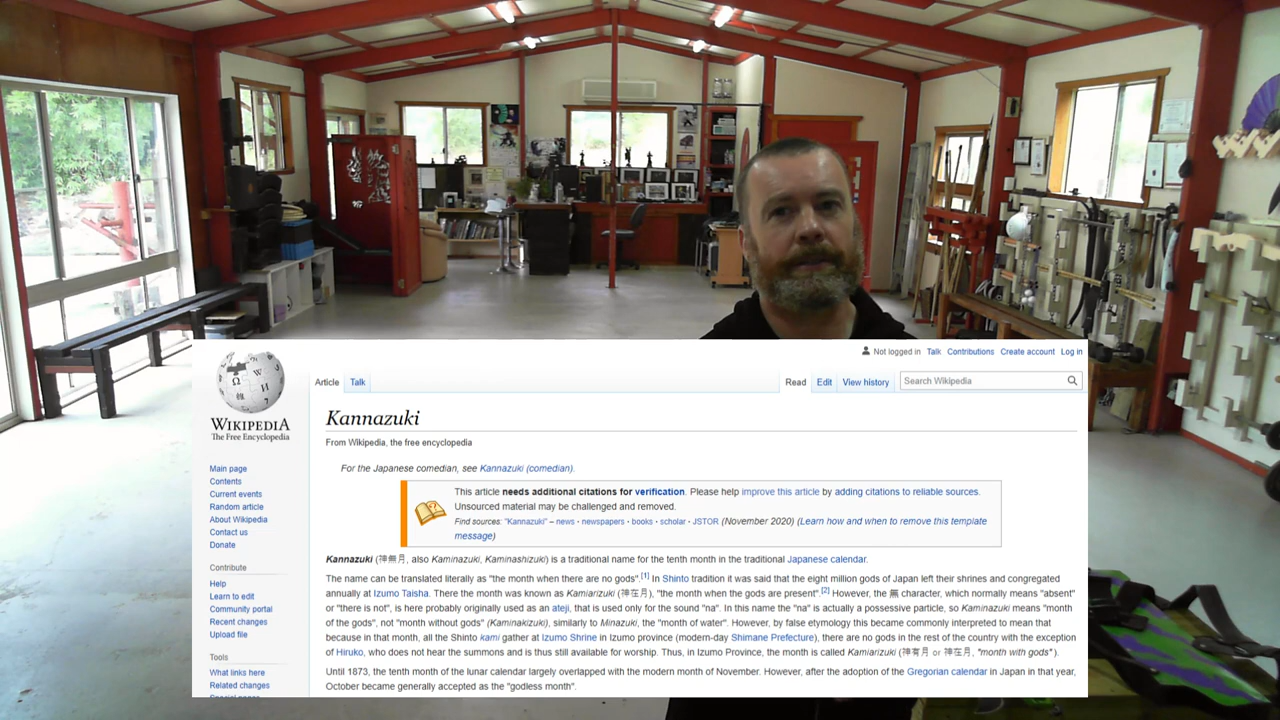 Not logged in Talk Contributions Create account Log in
Article Talk Read Edit View history Search Wikipedia
WIKIPEDIA
The Free Encyclopedia
Main page
Contents
Current events
Random article
About Wikipedia
Contact us
Donate
Contribute
Help
Learn to edit
Community portal
Recent changes
Upload file
Tools
What links here
Related changes
Kannazuki
From Wikipedia, the free encyclopedia
For the Japanese comedian, see Kannazuki (comedian).
This article needs additional citations for verification. Please help improve this article by adding citations to reliable sources.
Unsourced material may be challenged and removed.
Find sources: "Kannazuki" – news · newspapers · books · scholar · JSTOR (November 2020) (Learn how and when to remove this template
message)
Kannazuki (神無月, also Kaminazuki, Kaminashizuki) is a traditional name for the tenth month in the traditional Japanese calendar.
The name can be translated literally as "the month when there are no gods".[1] In Shinto tradition it was said that the eight million gods of Japan left their shrines and congregated
annually at Izumo Taisha. There the month was known as Kamiarizuki (神在月), "the month when the gods are present".[2] However, the 無 character, which normally means "absent"
or "there is not", is here probably originally used as an ateji, that is used only for the sound "na". In this name the "na" is actually a possessive particle, so Kaminazuki means "month
of the gods", not "month without gods" (Kaminakizuki), similarly to Minazuki, the "month of water". However, by false etymology this became commonly interpreted to mean that
because in that month, all the Shinto kami gather at Izumo Shrine in Izumo province (modern-day Shimane Prefecture), there are no gods in the rest of the country with the exception
of Hiruko, who does not hear the summons and is thus still available for worship. Thus, in Izumo Province, the month is called Kamiarizuki (神有月 or 神在月, "month with gods" ).
Until 1873, the tenth month of the lunar calendar largely overlapped with the modern month of November. However, after the adoption of the Gregorian calendar in Japan in that year,
October became generally accepted as the "godless month".